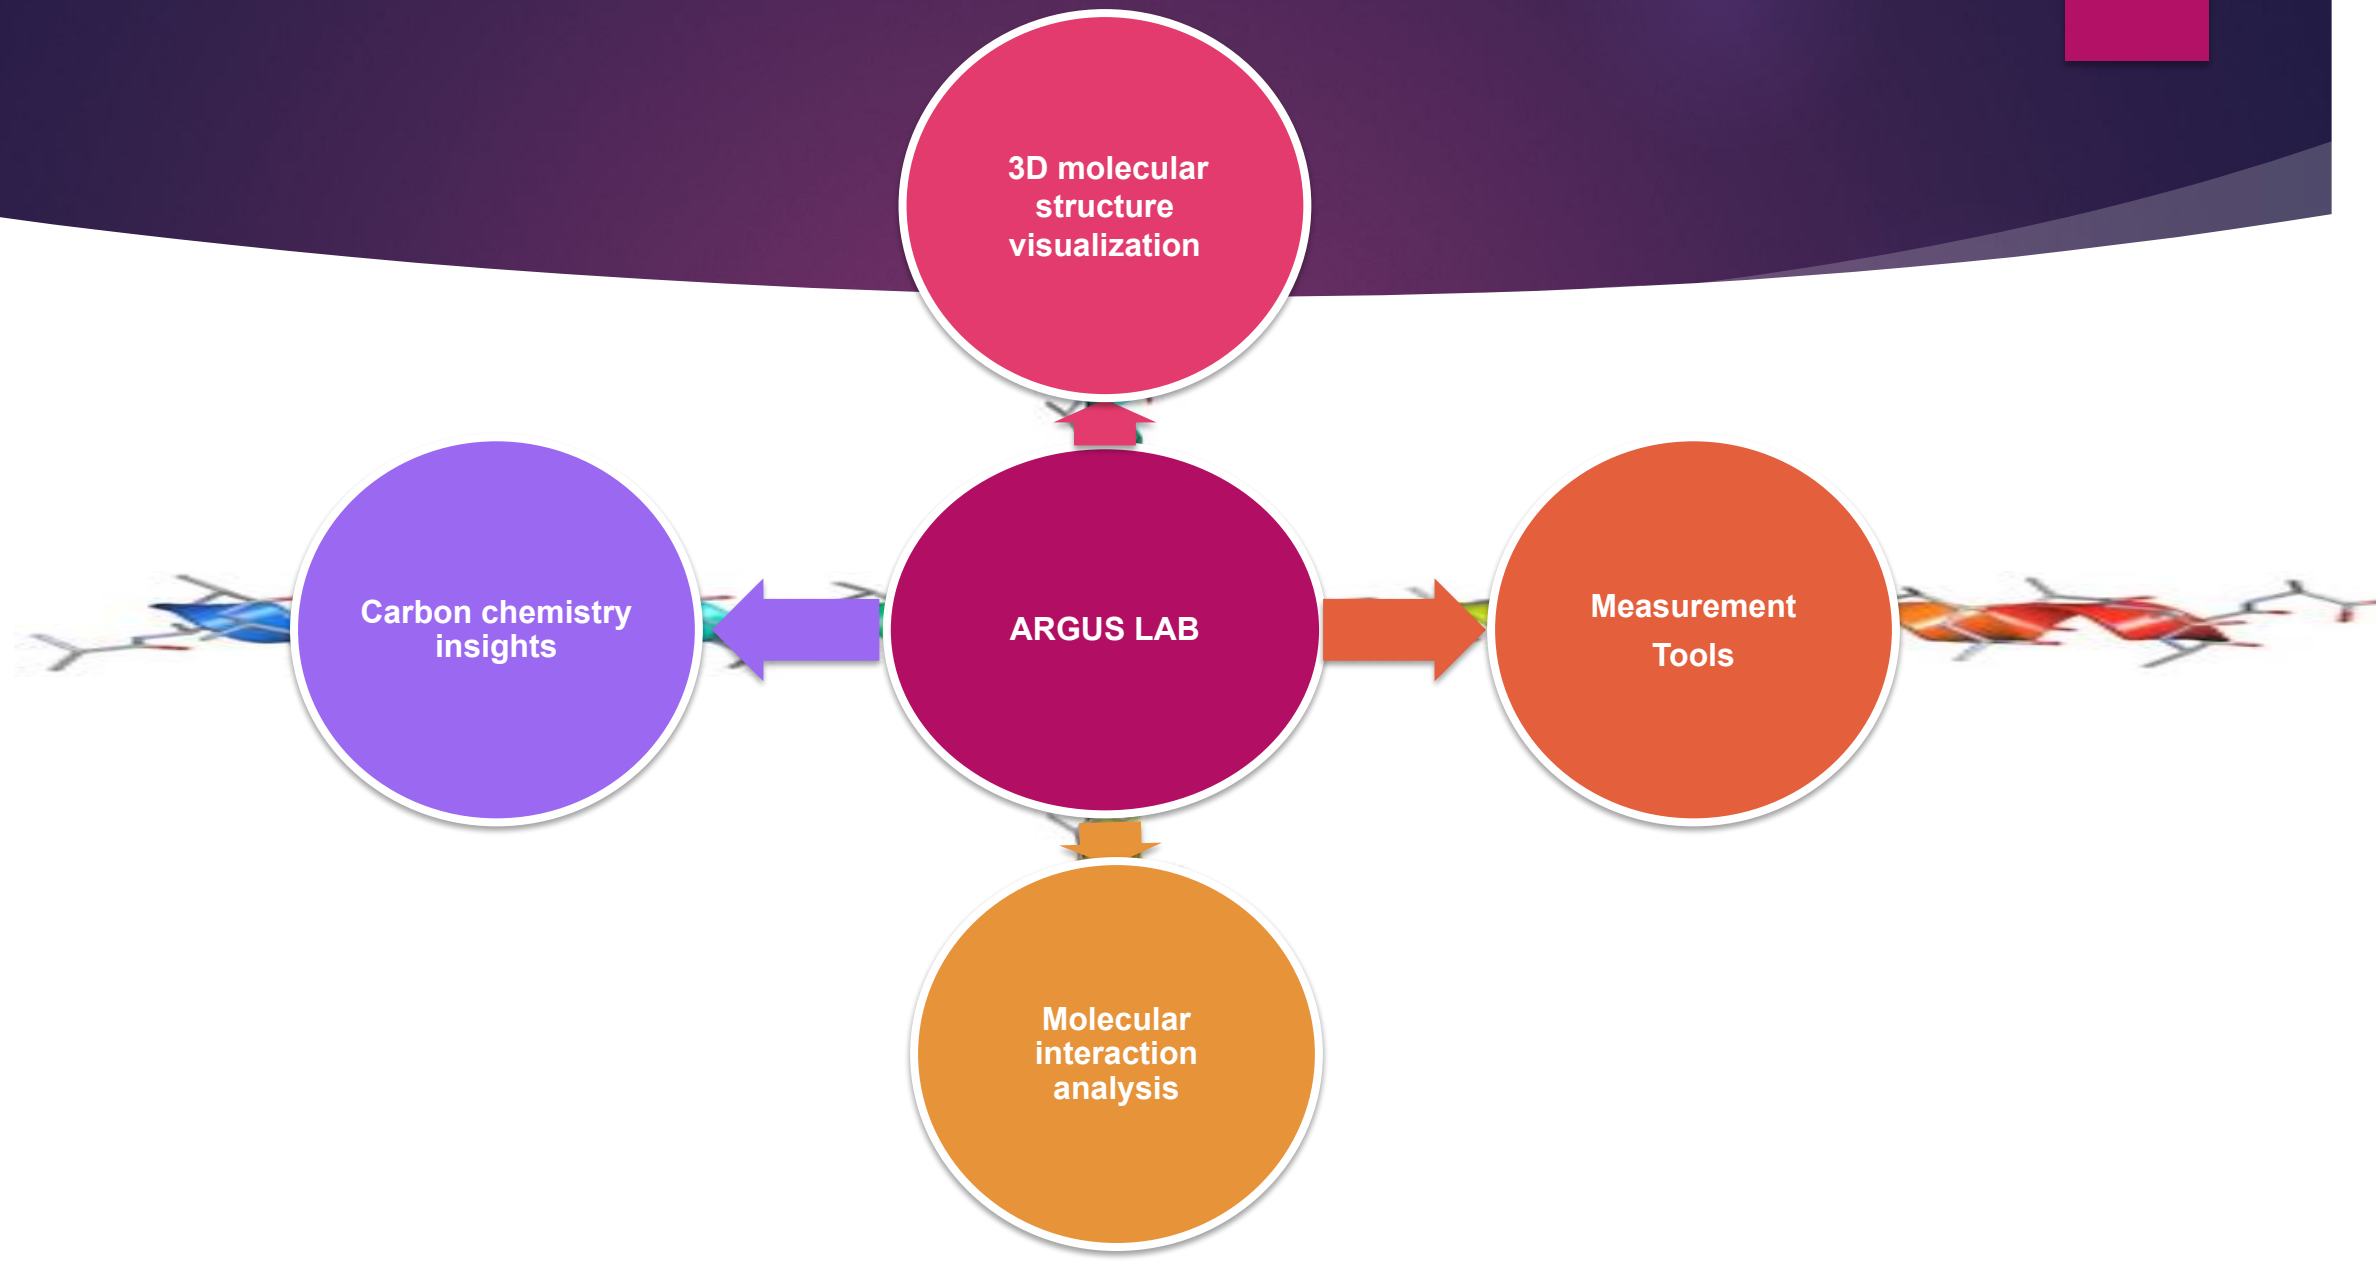 3D molecular
structure
visualization
Carbon chemistry
insights
ARGUS LAB
Measurement
Tools
Molecular
interaction
analysis